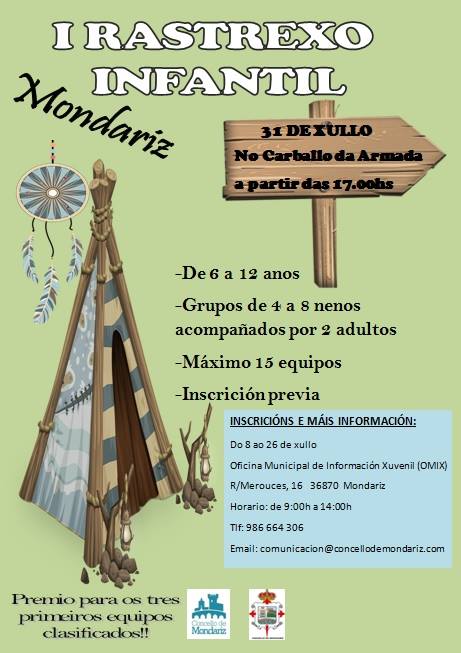 I RASTREXO
INFANTIL
Mondariz
31 DE XULLO
No Carballo da Armada
a partir das 17.00hs
-De 6 a 12 anos
-Grupos de 4 a 8 nenos
acompañados por 2 adultos
-Máximo 15 equipos
-Inscrición previa
INSCRICIÓNS E MÁIS INFORMACIÓN:
Do 8 ao 26 de xullo
Oficina Municipal de Información Xuvenil (OMIX)
R/Merouces, 16 36870 Mondariz
Horario: de 9:00h a 14:00h
Tlf: 986 664 306
Email: comunicacion@concellodemondariz.com
Premio para os tres
primeiros equipos
clasificados!!
Concello de
Mondariz